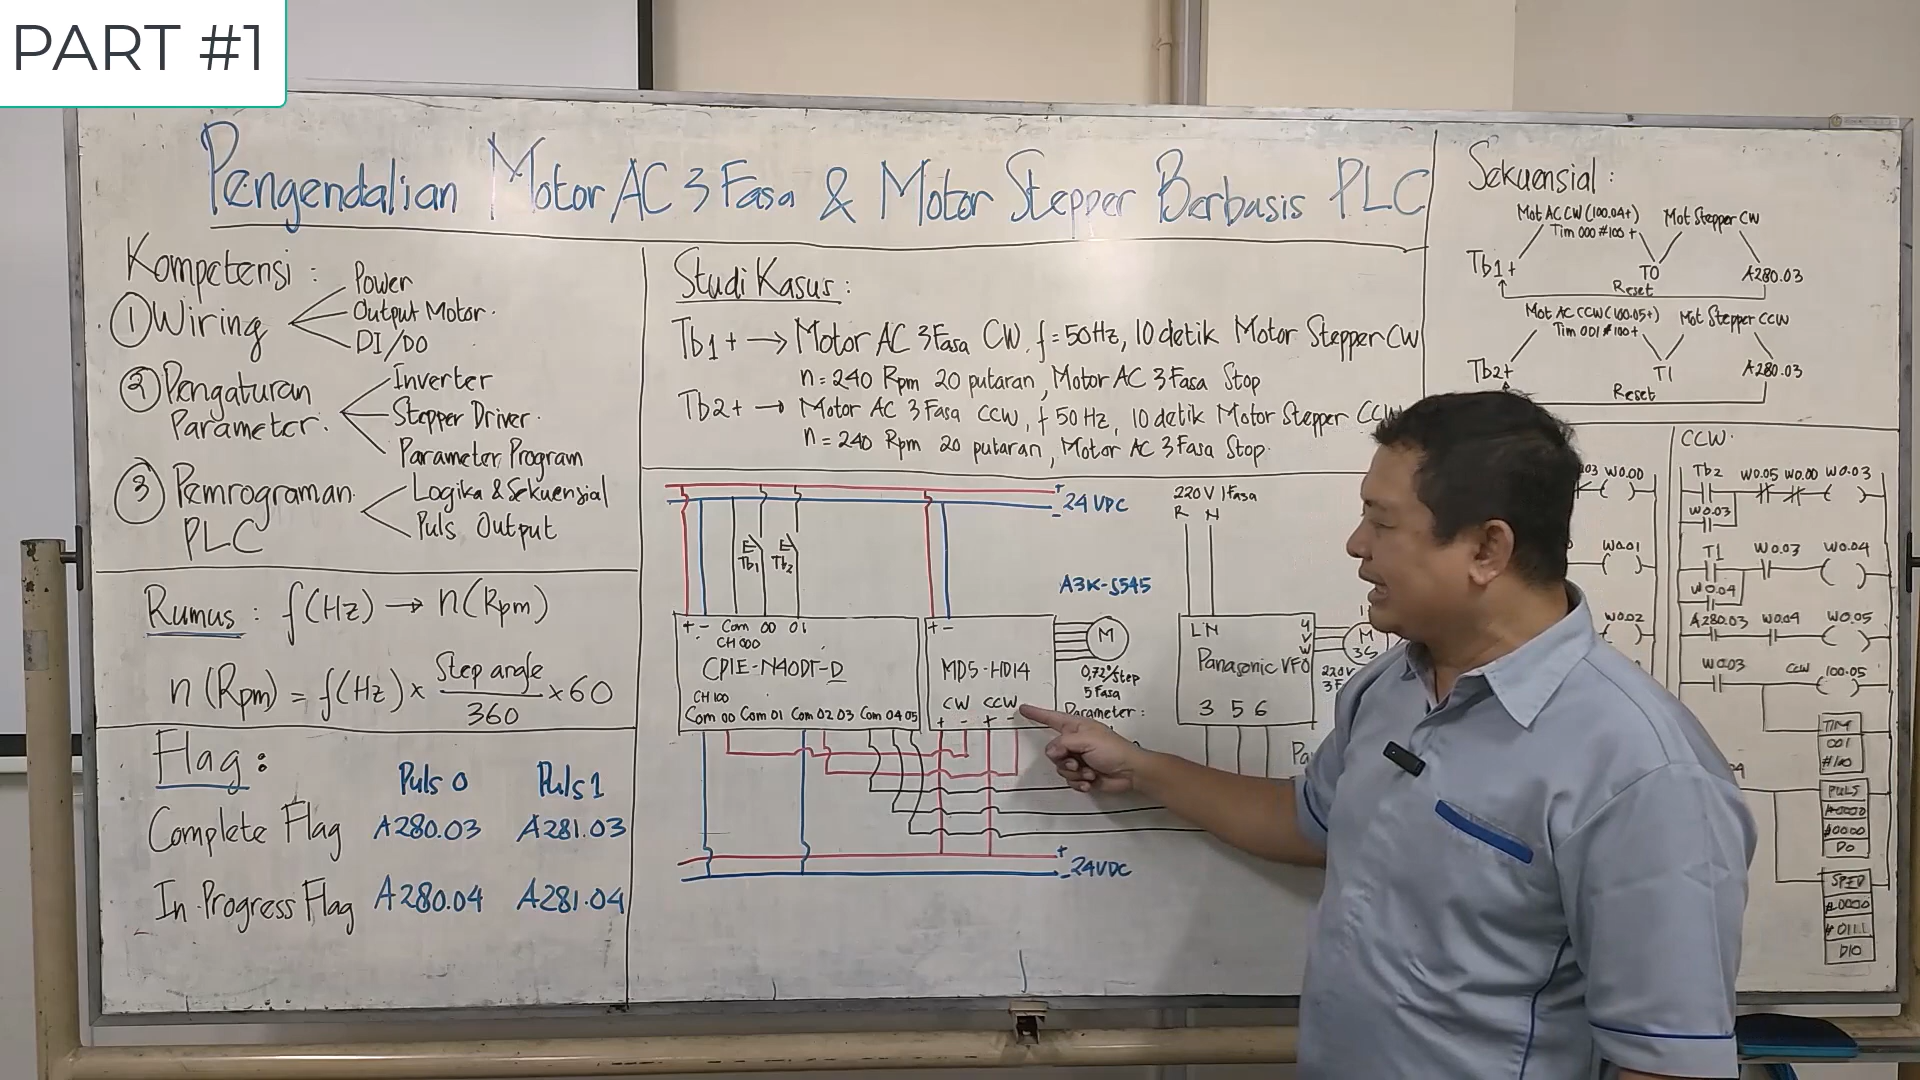 PART #1
Pengendalian Motor AC 3 Fasa & Motor Stepper Berbasis PLC
Kompetensi :
① Wiring
Power
Output Motor.
DI/DO
② Pengaturan
Parameter.
Inverter
Stepper Driver.
Parameter Program
③ Pemrograman
PLC
Logika & Sekuensial
Puls Output
Rumus : f(Hz) → n(Rpm)
n (Rpm) = f(Hz) × Step angle / 360 × 60
Flag :
Puls 0 Puls 1
Complete Flag A280.03 A281.03
In Progress Flag A280.04 A281.04
Studi Kasus :
Tb1 + → Motor AC 3 Fasa CW, f = 50Hz, 10 detik Motor Stepper CW
n = 240 Rpm 20 putaran, Motor AC 3 Fasa Stop
Tb2 + → Motor AC 3 Fasa CCW, f 50 Hz, 10 detik Motor Stepper CCW
n = 240 Rpm 20 putaran, Motor AC 3 Fasa Stop.
+
24 VDC
-
Tb1 Tb2
+ - Com 00 01
CH 000
CP1E-N40DT-D
CH 100
Com 00 Com 01 Com 02 03 Com 04 05
+ -
MD5-HD14
CW CCW
+ - + -
A3K-S545
M
0,72°/Step
5 Fasa
Parameter :
+
24VDC
-
220V 1 Fasa
R N
L N U
V
W
Panasonic VFO
3 5 6
M
220V
Sekuensial :
Mot AC CW (100.04+) Mot Stepper CW
Tim 000 #100 +
Tb1+ T0 A280.03
Reset
Mot AC CCW (100.05+) Mot Stepper CCW
Tim 001 #100 +
Tb2+ T1 A280.03
Reset
W0.00
W0.01
W0.02
CCW.
Tb2 W0.05 W0.00 W0.03
W0.03
T1 W0.03 W0.04
W0.04
A280.03 W0.04 W0.05
W0.03 CCW 100.05
TIM
001
#100
PULS
#0000
D0
SPED
#0000
D10